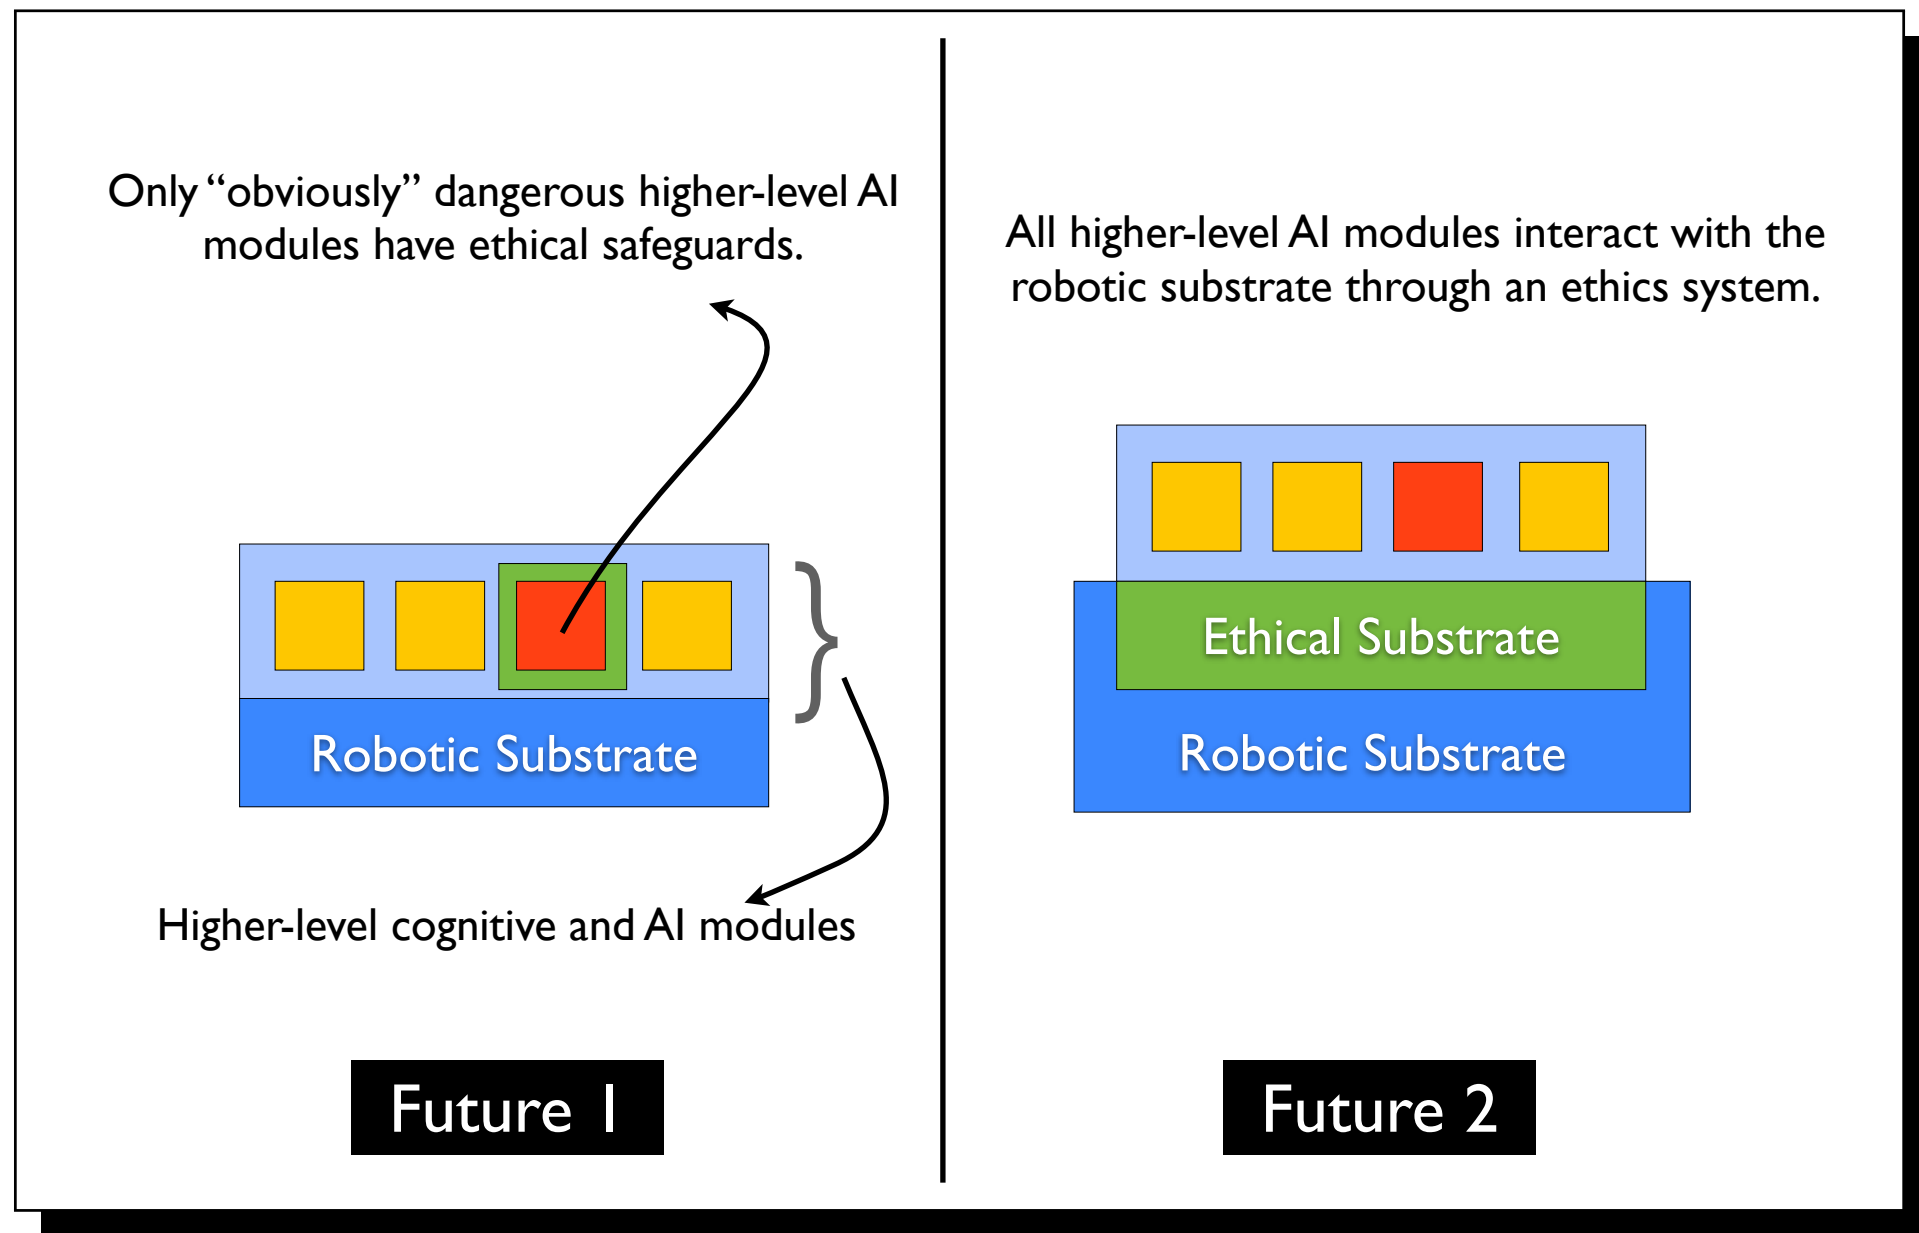 Only “obviously” dangerous higher-level AI
modules have ethical safeguards.
Robotic Substrate
Higher-level cognitive and AI modules
Future 1
All higher-level AI modules interact with the
robotic substrate through an ethics system.
Ethical Substrate
Robotic Substrate
Future 2